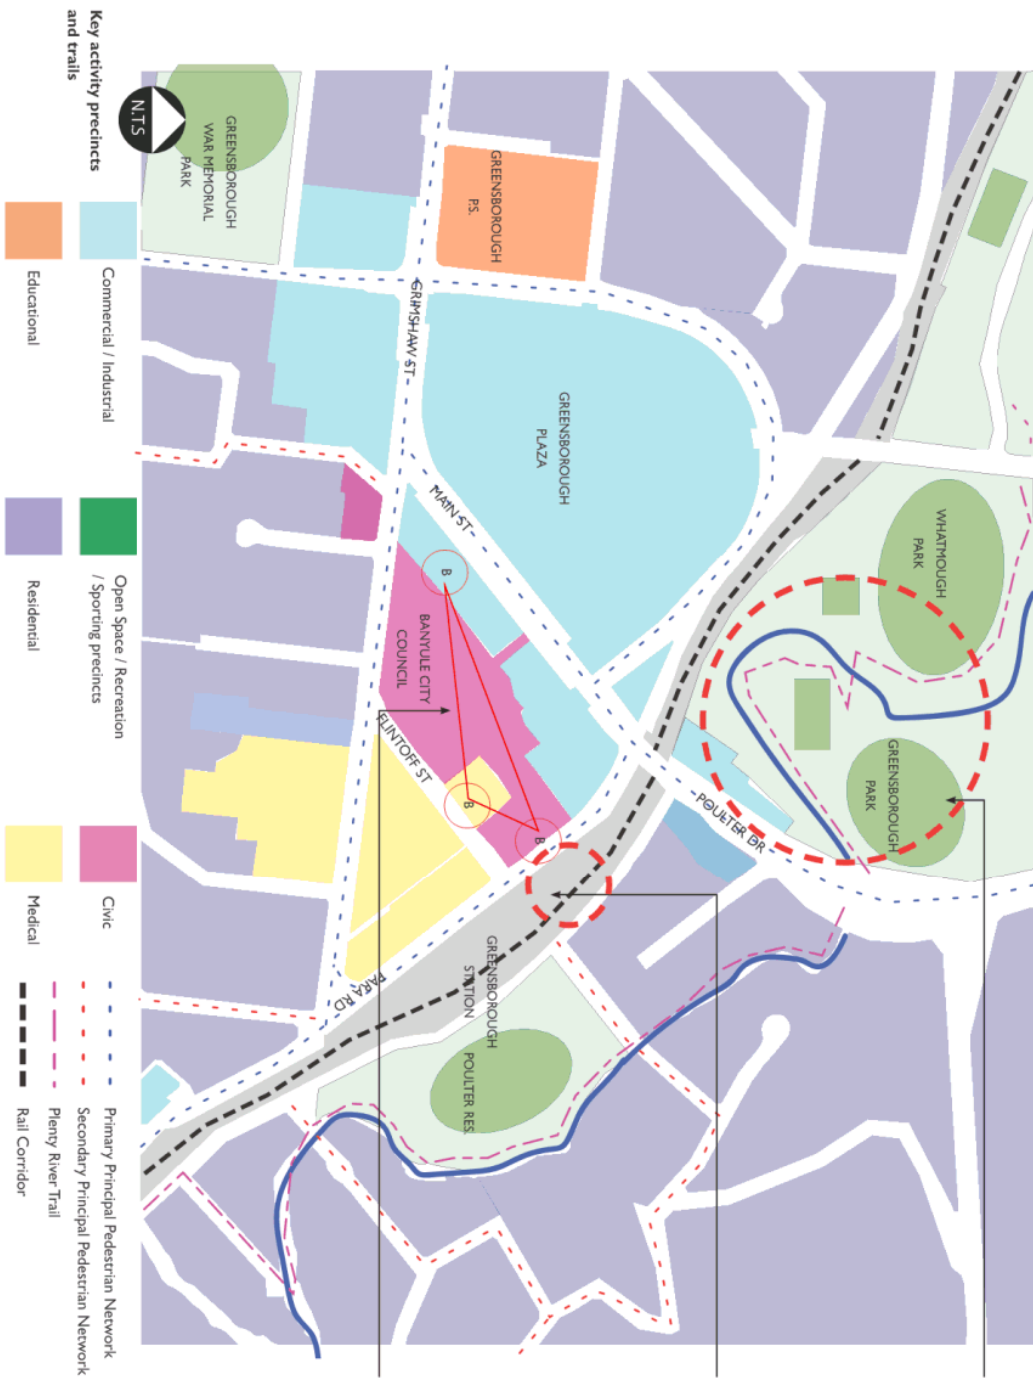 Key activity precincts
and trails
N.T.S
Commercial / Industrial
Educational
Open Space / Recreation
/ Sporting precincts
Residential
Civic
Medical
Primary Principal Pedestrian Network
Secondary Principal Pedestrian Network
Plenty River Trail
Rail Corridor
GREENSBOROUGH
WAR MEMORIAL
PARK
GREENSBOROUGH
P.S.
GRIMSHAW ST
GREENSBOROUGH
PLAZA
MAIN ST
WHATMOUGH
PARK
B
BANYULE CITY
COUNCIL
FLINTOFF ST
B
B
POULTER DR
GREENSBOROUGH
PARK
PARA RD
GREENSBOROUGH
STATION
POULTER RES.